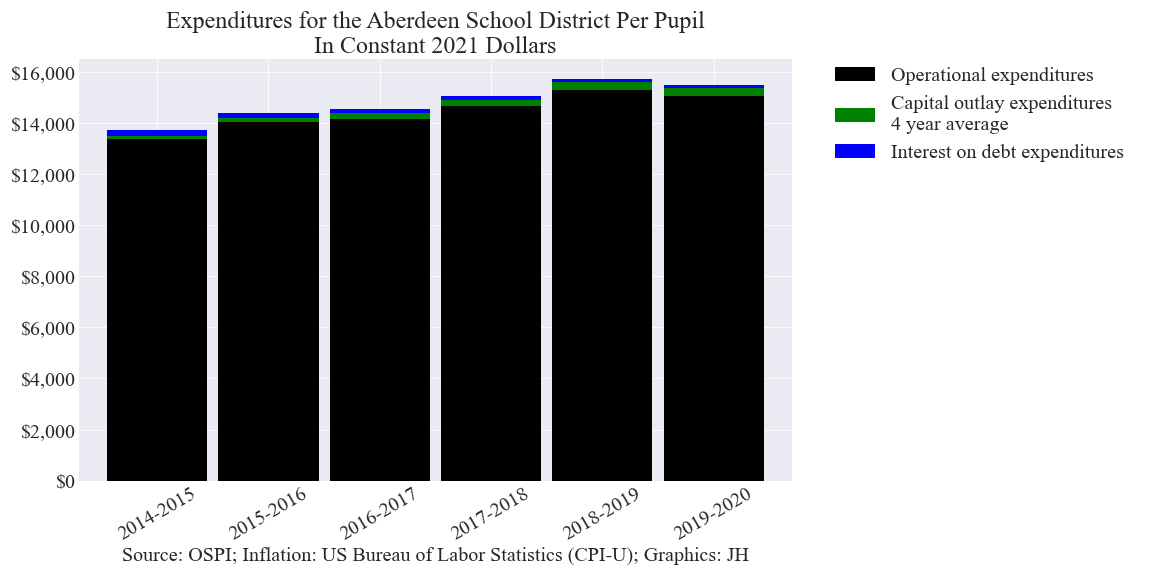 Expenditures for the Aberdeen School District Per Pupil
In Constant 2021 Dollars
$16,000
$14,000
$12,000
$10,000
$8,000
$6,000
$4,000
$2,000
$0
Operational expenditures
Capital outlay expenditures
4 year average
Interest on debt expenditures
2014-2015
2015-2016
2016-2017
2017-2018
2018-2019
2019-2020
Source: OSPI; Inflation: US Bureau of Labor Statistics (CPI-U); Graphics: JH